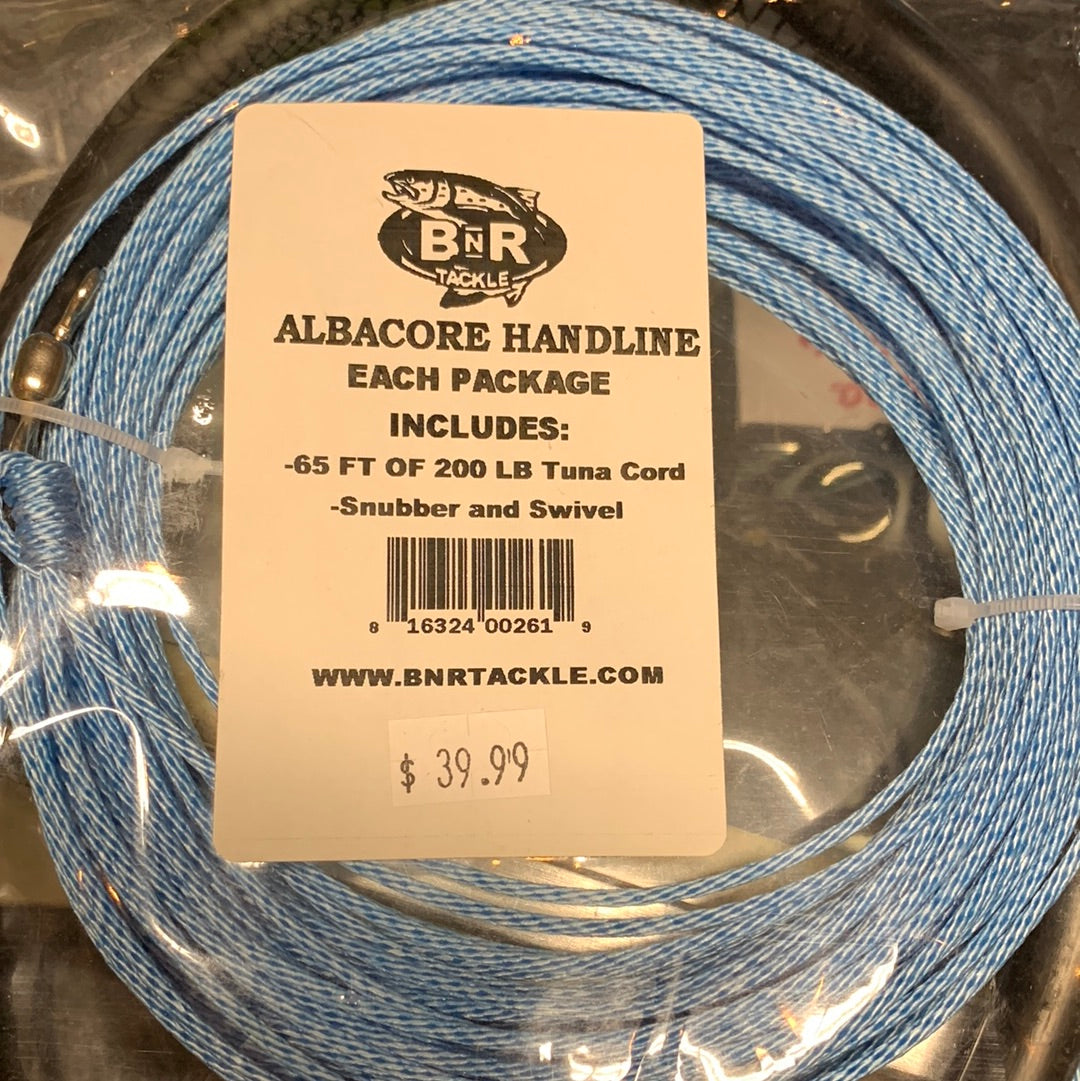 BNR
TACKLE
ALBACORE HANDLINE
EACH PACKAGE
INCLUDES:
-65 FT OF 200 LB Tuna Cord
-Snubber and Swivel
8 16324 00261 9
WWW.BNRTACKLE.COM
$ 39.99